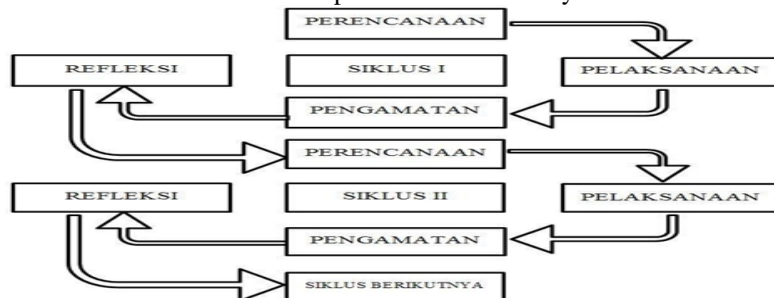 PERENCANAAN
REFLEKSI
SIKLUS I
PELAKSANAAN
PENGAMATAN
PERENCANAAN
REFLEKSI
SIKLUS II
PELAKSANAAN
PENGAMATAN
SIKLUS BERIKUTNYA